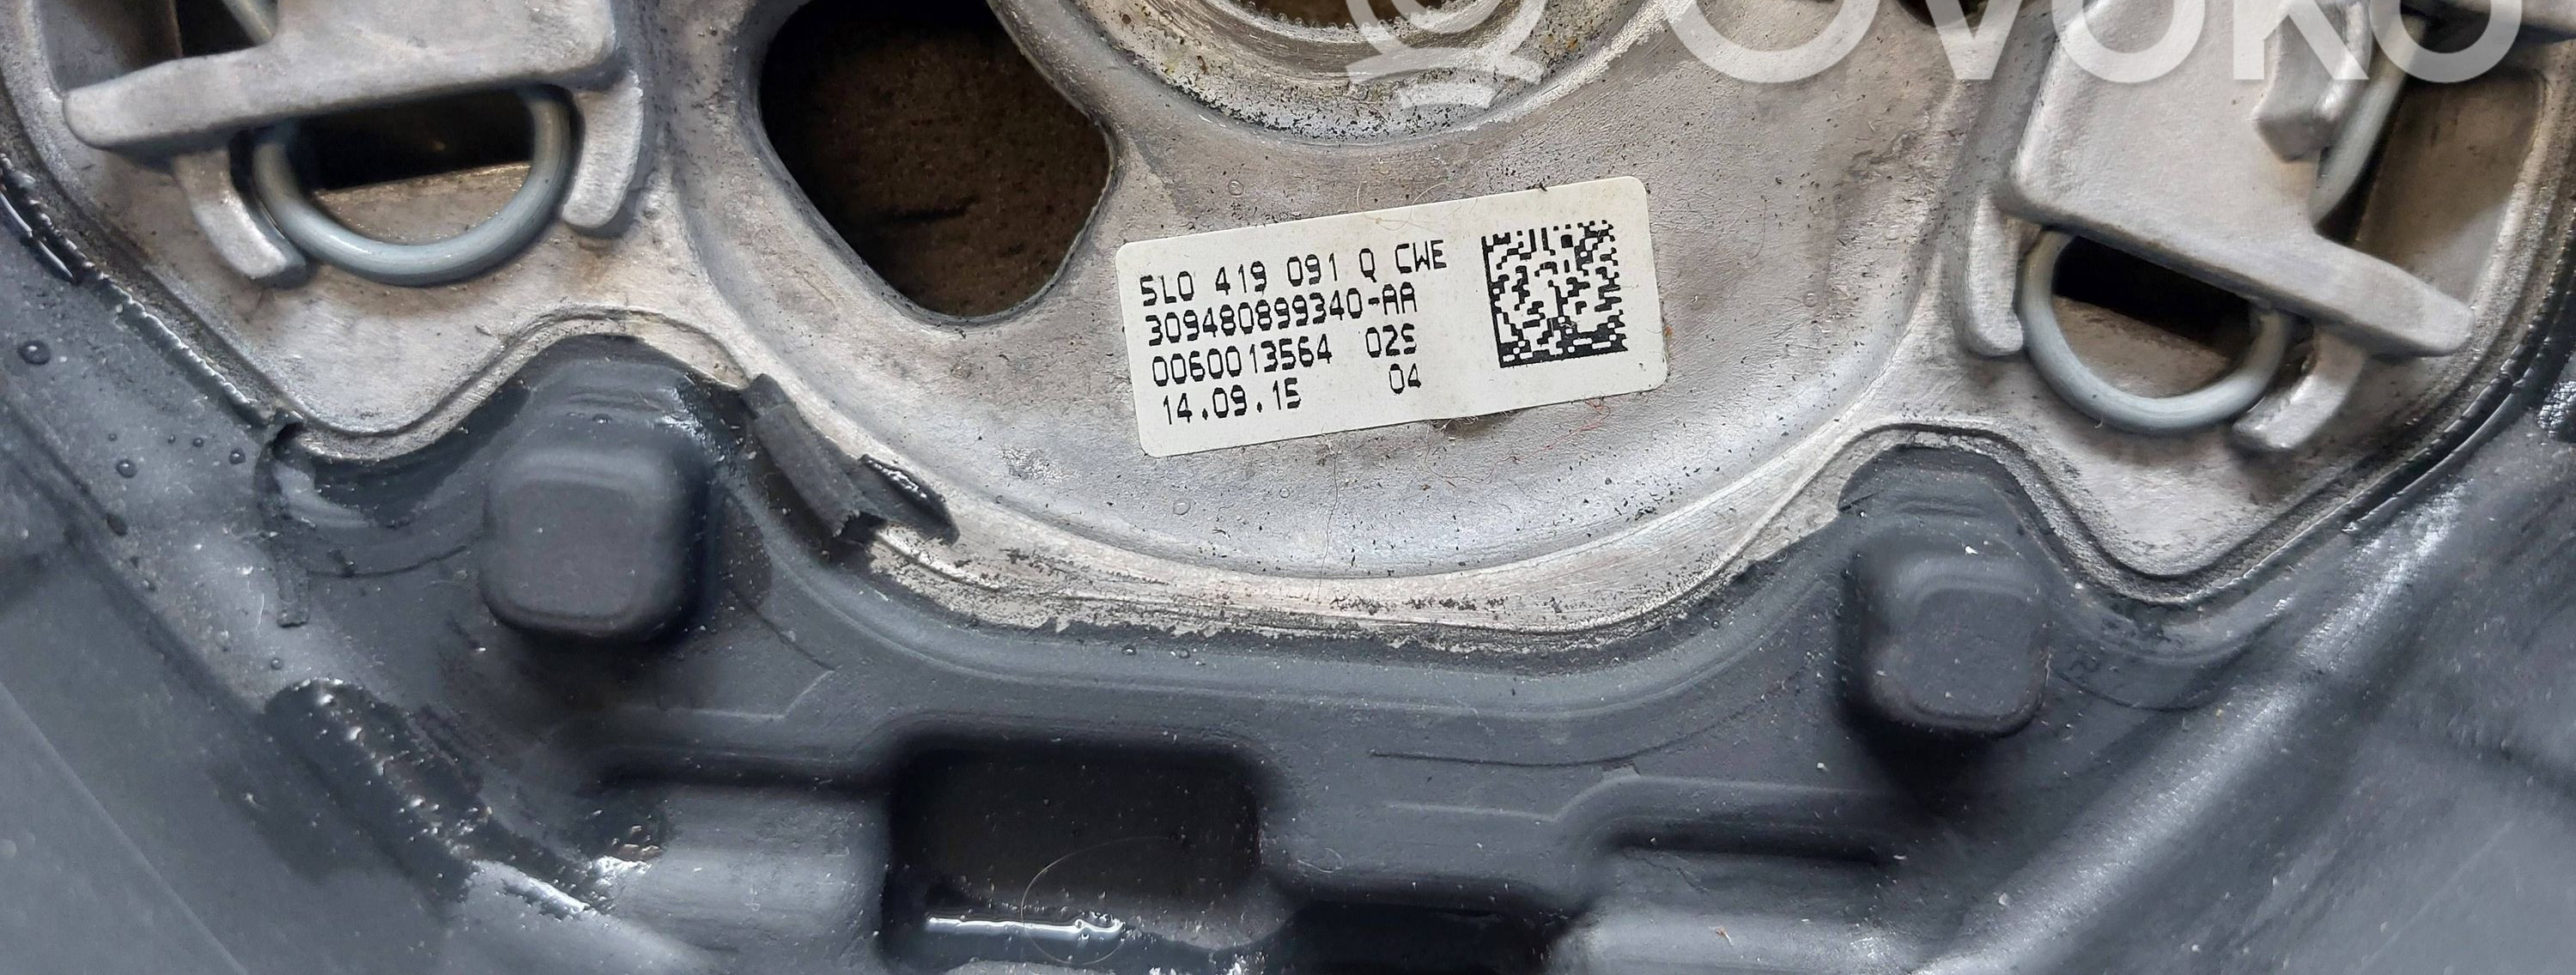 OVOKO
5L0 419 091 Q CWE
309480899340-AA
0060013564 02S
14.09.15 04